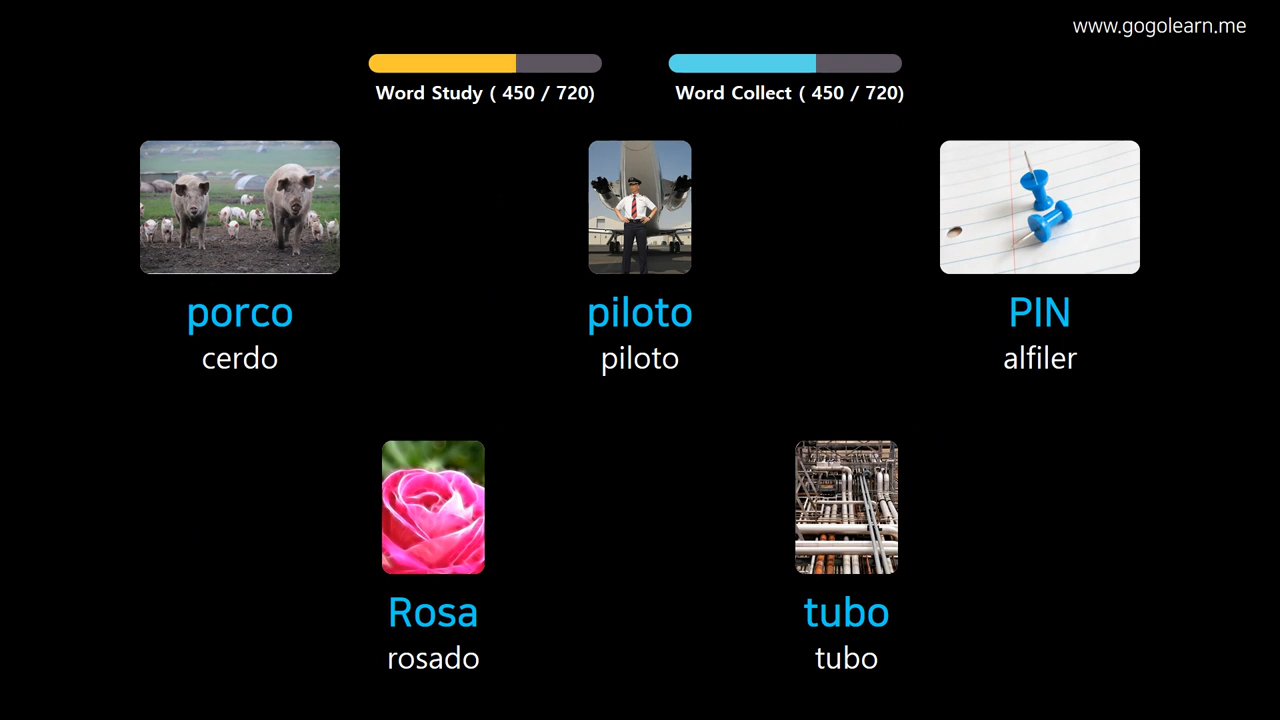 www.gogolearn.me
Word Study ( 450 / 720)
Word Collect ( 450 / 720)
porco
cerdo
piloto
piloto
PIN
alfiler
Rosa
rosado
tubo
tubo